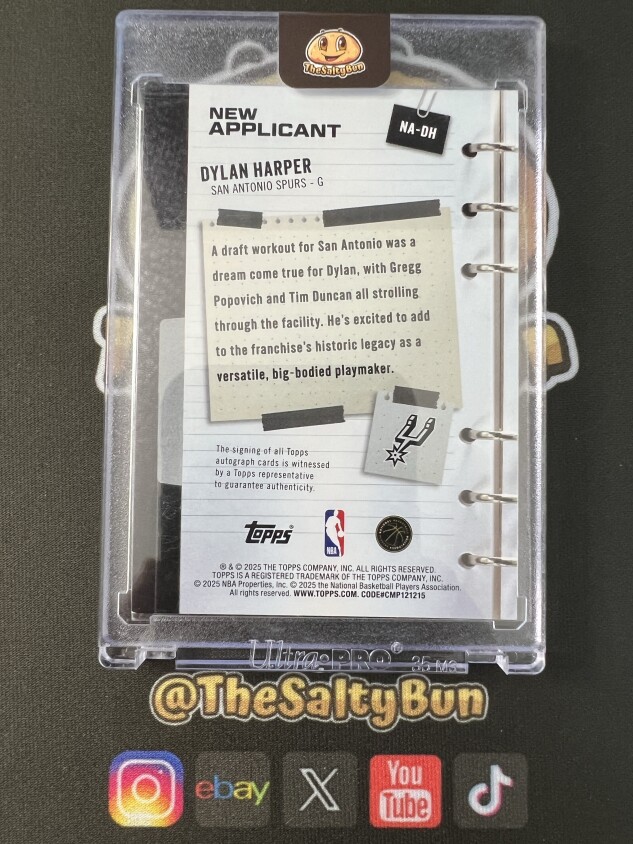 TheSaltyBun
NEW
APPLICANT
NA-DH
DYLAN HARPER
SAN ANTONIO SPURS - G
A draft workout for San Antonio was a
dream come true for Dylan, with Gregg
Popovich and Tim Duncan all strolling
through the facility. He's excited to add
to the franchise's historic legacy as a
versatile, big-bodied playmaker.
The signing of all Topps
autograph cards is witnessed
by a Topps representative
to guarantee authenticity.
topps®
NBA
® & © 2025 THE TOPPS COMPANY, INC. ALL RIGHTS RESERVED.
TOPPS IS A REGISTERED TRADEMARK OF THE TOPPS COMPANY, INC.
© 2025 NBA Properties, Inc. © 2025 the National Basketball Players Association.
All rights reserved. WWW.TOPPS.COM. CODE#CMP121215
Ultra•PRO® 35
@TheSaltyBun
ebay
X
You
Tube